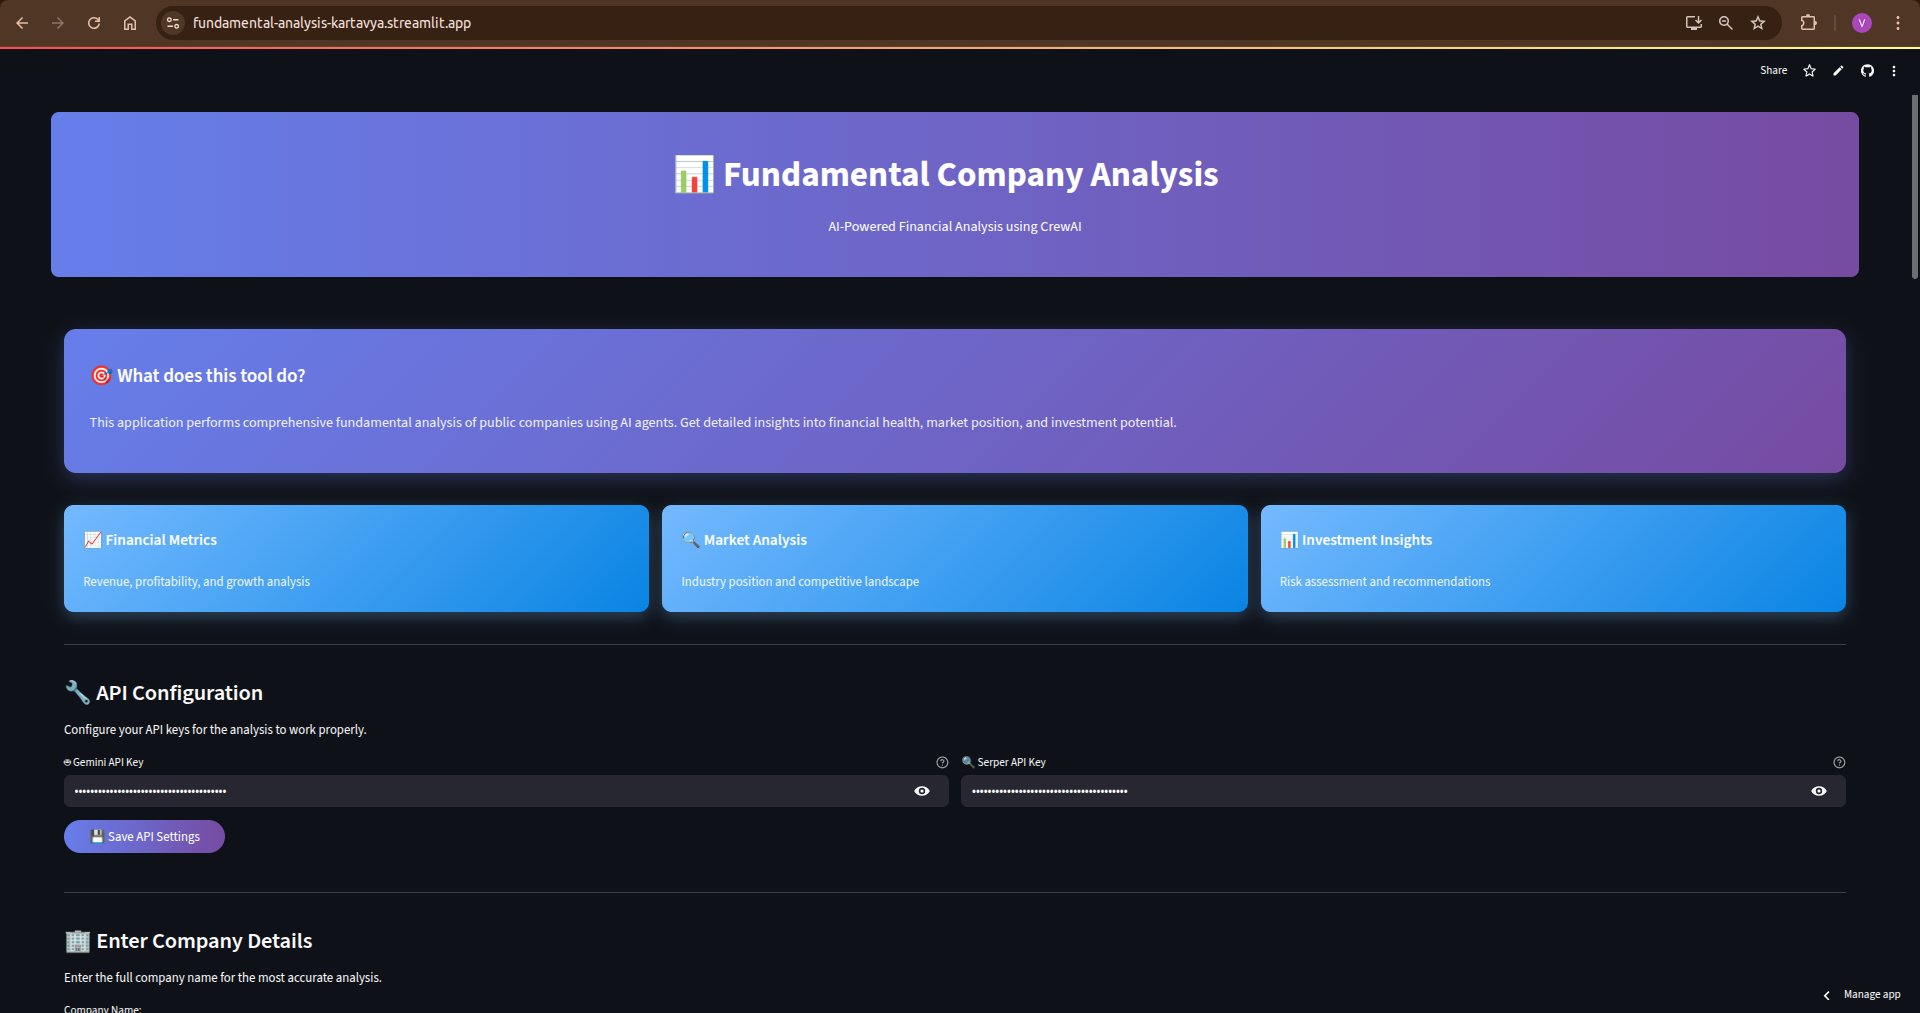 fundamental-analysis-kartavya.streamlit.app
V
Share
📊 Fundamental Company Analysis
AI-Powered Financial Analysis using CrewAI
🎯 What does this tool do?
This application performs comprehensive fundamental analysis of public companies using AI agents. Get detailed insights into financial health, market position, and investment potential.
📈 Financial Metrics
Revenue, profitability, and growth analysis
🔍 Market Analysis
Industry position and competitive landscape
📊 Investment Insights
Risk assessment and recommendations
🔧 API Configuration
Configure your API keys for the analysis to work properly.
Gemini API Key
🔍 Serper API Key
💾 Save API Settings
🏢 Enter Company Details
Enter the full company name for the most accurate analysis.
Company Name:
Manage app